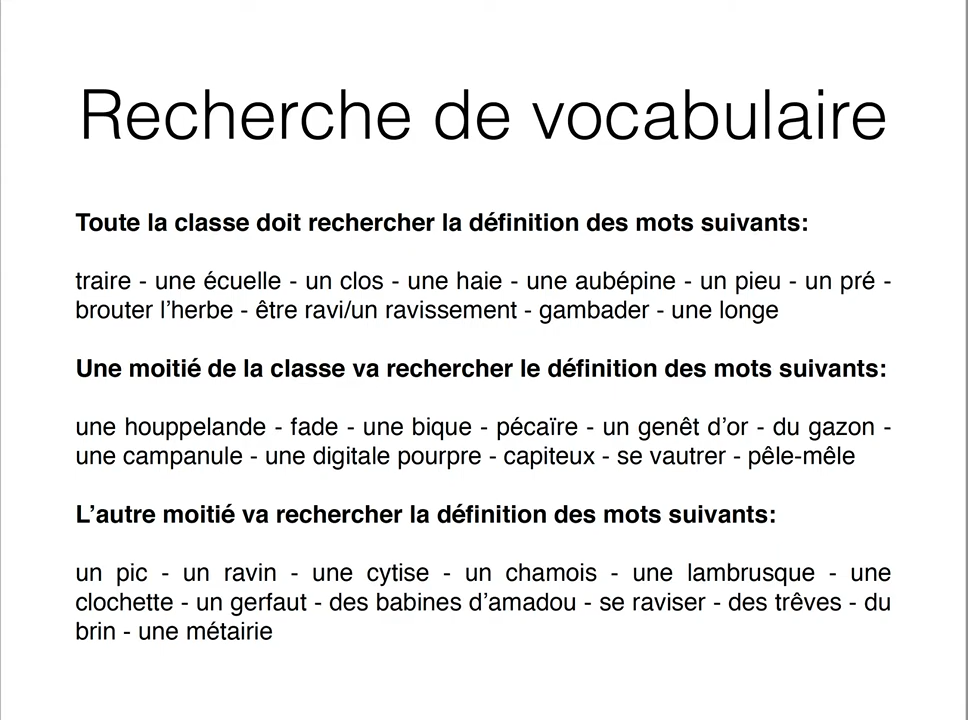 Recherche de vocabulaire
Toute la classe doit rechercher la définition des mots suivants:
traire - une écuelle - un clos - une haie - une aubépine - un pieu - un pré -
brouter l’herbe - être ravi/un ravissement - gambader - une longe
Une moitié de la classe va rechercher le définition des mots suivants:
une houppelande - fade - une bique - pécaïre - un genêt d’or - du gazon -
une campanule - une digitale pourpre - capiteux - se vautrer - pêle-mêle
L’autre moitié va rechercher la définition des mots suivants:
un pic - un ravin - une cytise - un chamois - une lambrusque - une
clochette - un gerfaut - des babines d’amadou - se raviser - des trêves - du
brin - une métairie